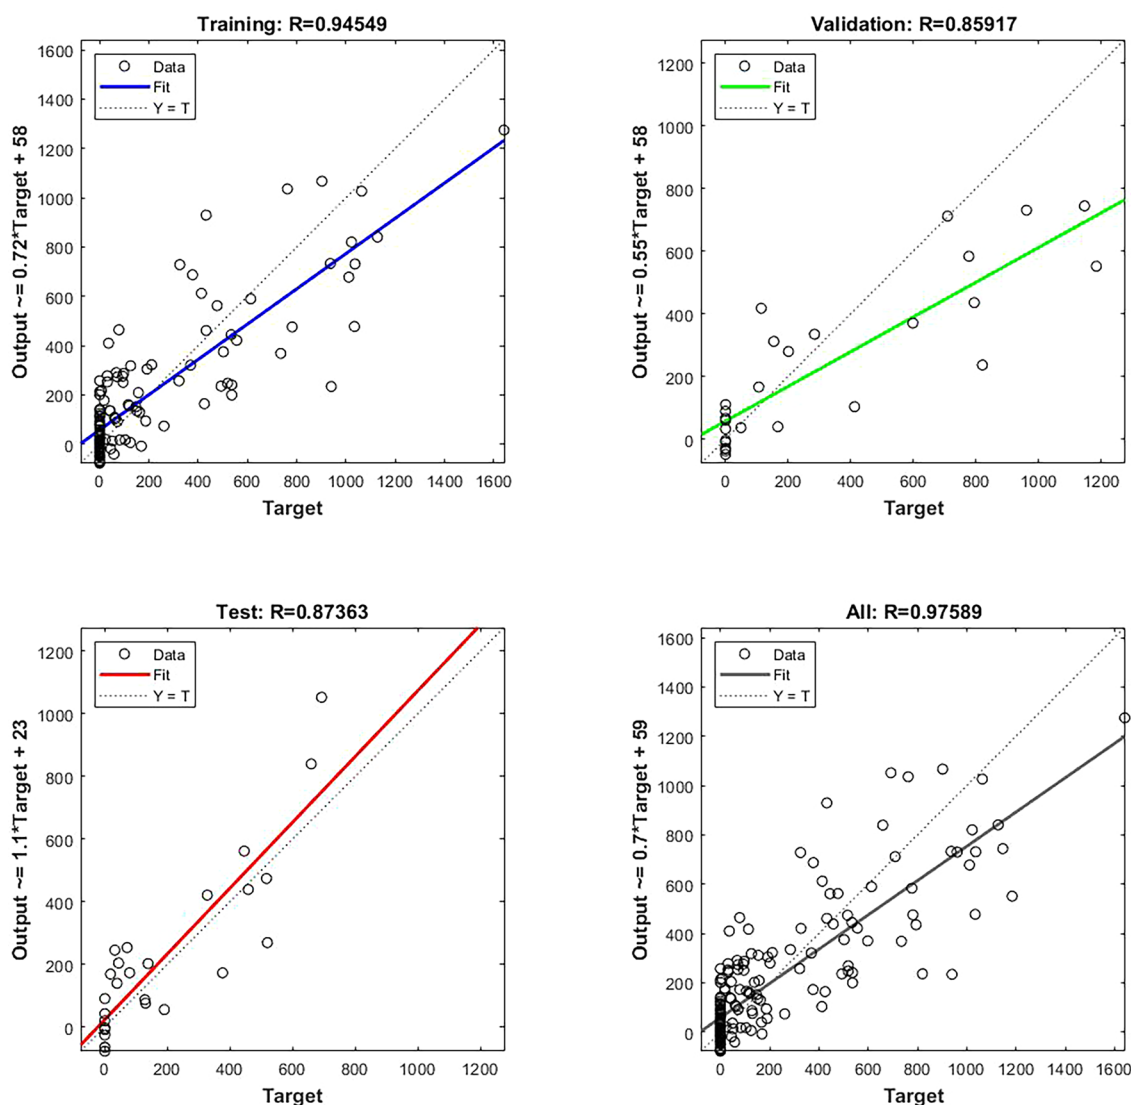 Training: R=0.94549
Output ~= 0.72*Target + 58
1600
1400
1200
1000
800
600
400
200
0
Data
Fit
Y = T
0 200 400 600 800 1000 1200 1400 1600
Target
Validation: R=0.85917
Output ~= 0.55*Target + 58
1200
1000
800
600
400
200
0
Data
Fit
Y = T
0 200 400 600 800 1000 1200
Target
Test: R=0.87363
Output ~= 1.1*Target + 23
1200
1000
800
600
400
200
0
Data
Fit
Y = T
0 200 400 600 800 1000 1200
Target
All: R=0.97589
Output ~= 0.7*Target + 59
1600
1400
1200
1000
800
600
400
200
0
Data
Fit
Y = T
0 200 400 600 800 1000 1200 1400 1600
Target